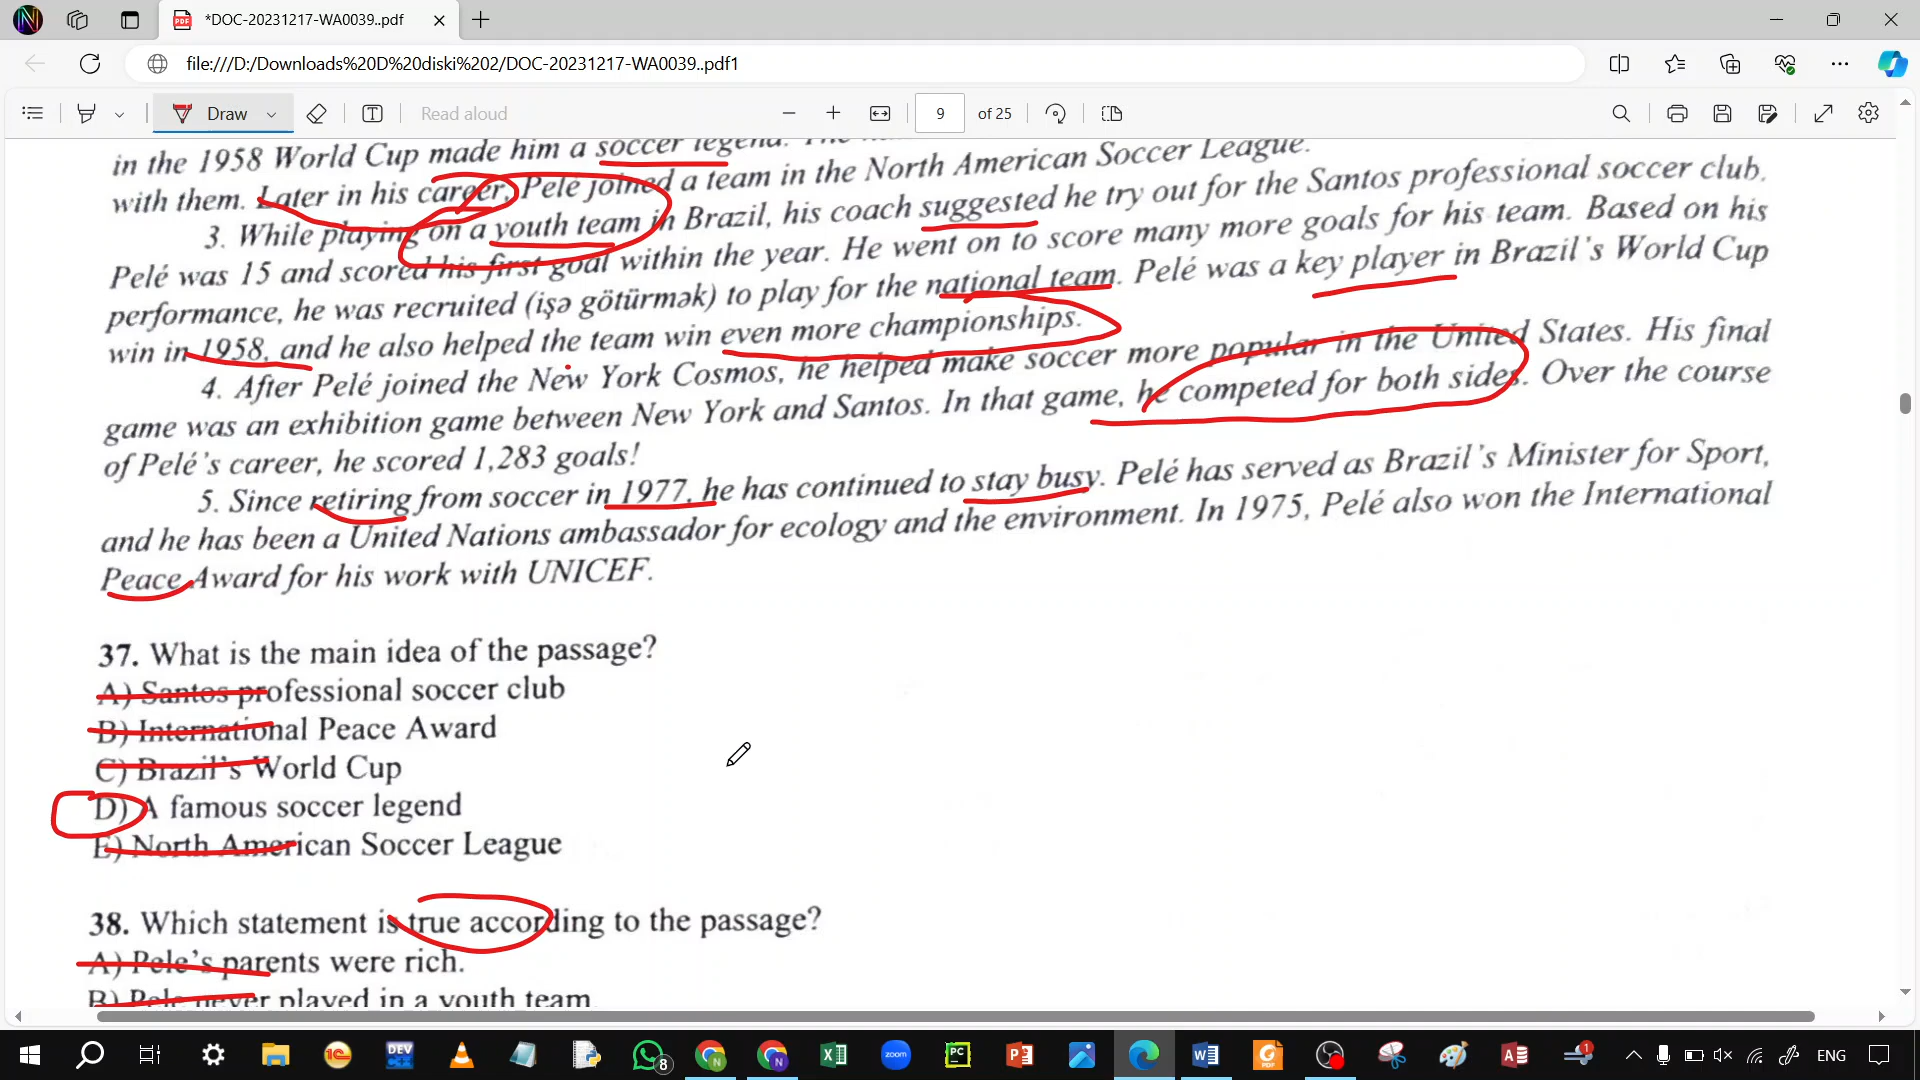 *DOC-20231217-WA0039..pdf
file:///D:/Downloads%20D%20diski%202/DOC-20231217-WA0039..pdf1
Draw
Read aloud
9 of 25
in the 1958 World Cup made him a soccer legend.
with them. Later in his career, Pelé joined a team in the North American Soccer League.
3. While playing on a youth team in Brazil, his coach suggested he try out for the Santos professional soccer club.
Pelé was 15 and scored his first goal within the year. He went on to score many more goals for his team. Based on his
performance, he was recruited (işə götürmək) to play for the national team. Pelé was a key player in Brazil's World Cup
win in 1958, and he also helped the team win even more championships.
4. After Pelé joined the New York Cosmos, he helped make soccer more popular in the United States. His final
game was an exhibition game between New York and Santos. In that game, he competed for both sides. Over the course
of Pelé's career, he scored 1,283 goals!
5. Since retiring from soccer in 1977, he has continued to stay busy. Pelé has served as Brazil's Minister for Sport,
and he has been a United Nations ambassador for ecology and the environment. In 1975, Pelé also won the International
Peace Award for his work with UNICEF.
37. What is the main idea of the passage?
A) Santos professional soccer club
B) International Peace Award
C) Brazil's World Cup
D) A famous soccer legend
E) North American Soccer League
38. Which statement is true according to the passage?
A) Pele's parents were rich.
B) Pele never played in a youth team.
DEV
C++
8
zoom
PC
1
ENG